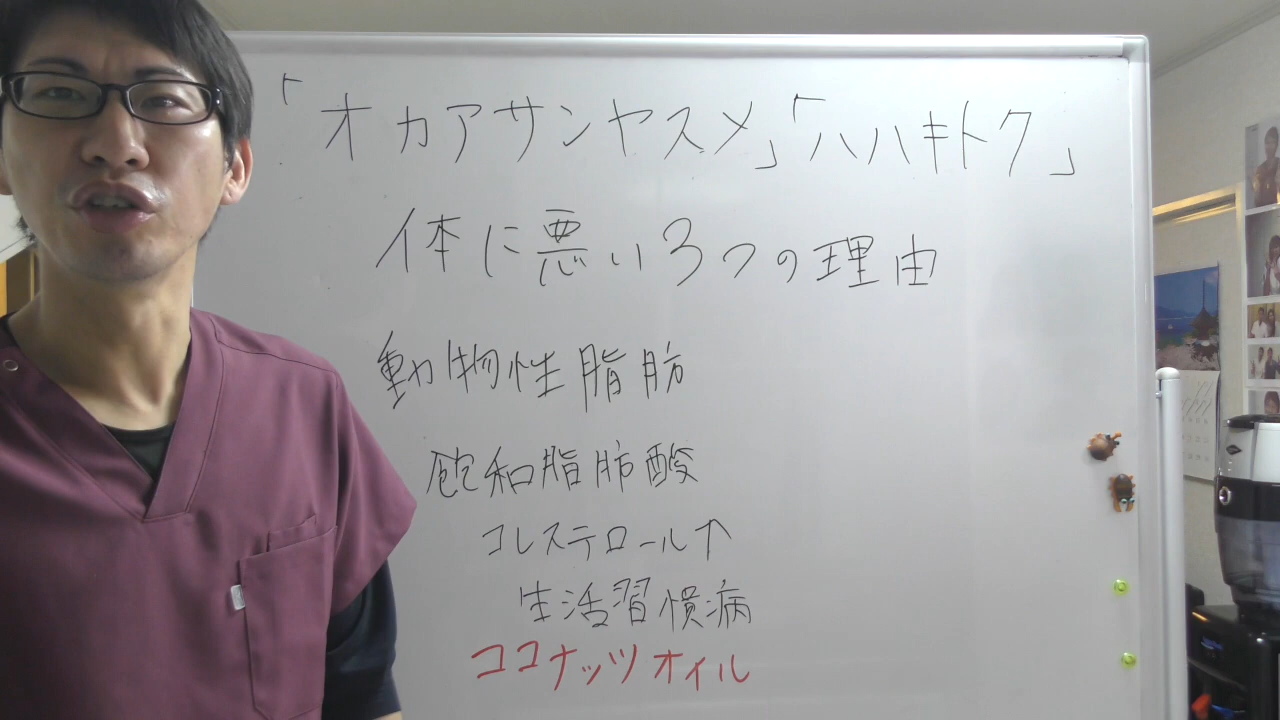 「オカアサンヤスメ」「ハハキトク」
体に悪い3つの理由
動物性脂肪
飽和脂肪酸
コレステロール↑
生活習慣病
ココナッツオイル